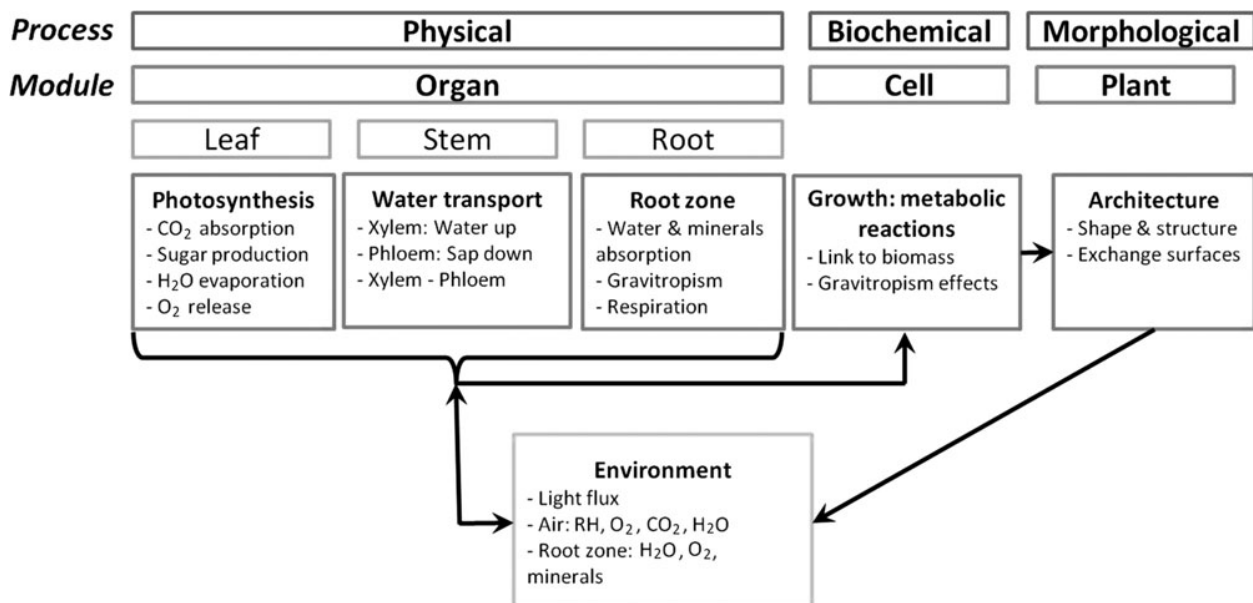 Process Physical Biochemical Morphological
Module Organ Cell Plant
Leaf Stem Root
Photosynthesis
- CO₂ absorption
- Sugar production
- H₂O evaporation
- O₂ release
Water transport
- Xylem: Water up
- Phloem: Sap down
- Xylem - Phloem
Root zone
- Water & minerals
absorption
- Gravitropism
- Respiration
Growth: metabolic
reactions
- Link to biomass
- Gravitropism effects
Architecture
- Shape & structure
- Exchange surfaces
Environment
- Light flux
- Air: RH, O₂, CO₂, H₂O
- Root zone: H₂O, O₂,
minerals